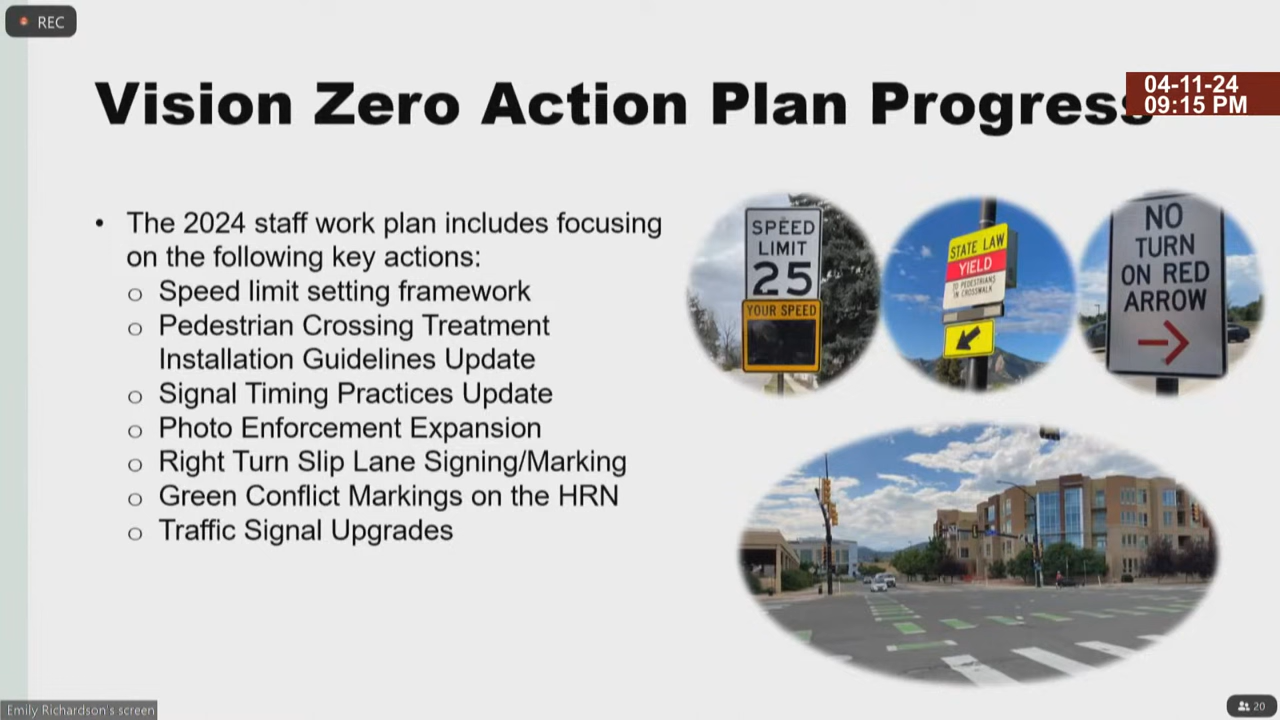 REC
Vision Zero Action Plan Progress
04-11-24
09:15 PM
• The 2024 staff work plan includes focusing
on the following key actions:
o Speed limit setting framework
o Pedestrian Crossing Treatment
Installation Guidelines Update
o Signal Timing Practices Update
o Photo Enforcement Expansion
o Right Turn Slip Lane Signing/Marking
o Green Conflict Markings on the HRN
o Traffic Signal Upgrades
SPEED
LIMIT
25
YOUR SPEED
STATE LAW
YIELD
TO PEDESTRIANS
IN CROSSWALK
NO
TURN
ON RED
ARROW
Emily Richardson's screen
20